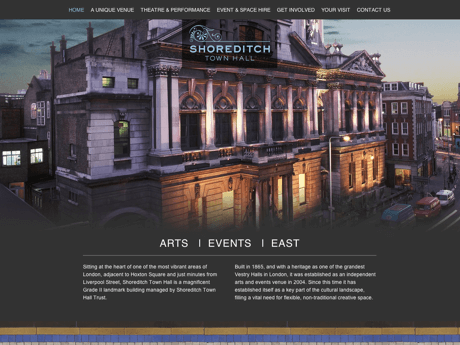 HOME A UNIQUE VENUE THEATRE & PERFORMANCE EVENT & SPACE HIRE GET INVOLVED YOUR VISIT CONTACT US
SHOREDITCH
TOWN HALL
ARTS | EVENTS | EAST
Sitting at the heart of one of the most vibrant areas of
London, adjacent to Hoxton Square and just minutes from
Liverpool Street, Shoreditch Town Hall is a magnificent
Grade II landmark building managed by Shoreditch Town
Hall Trust.
Built in 1865, and with a heritage as one of the grandest
Vestry Halls in London, it was established as an independent
arts and events venue in 2004. Since this time it has
established itself as a key part of the cultural landscape,
filling a vital need for flexible, non-traditional creative space.